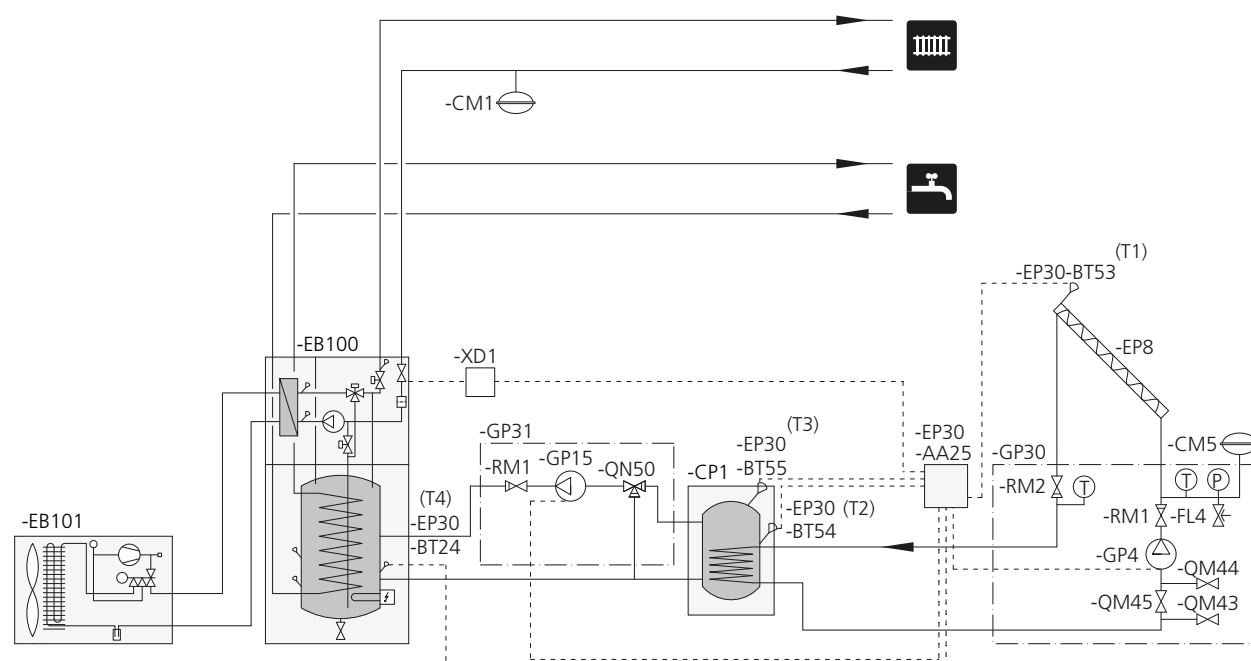 -CM1
(T1)
-EP30-BT53
-EB100
-XD1
-EP8
-GP31
-RM1
-GP15
-QN50
(T3)
-EP30
-BT55
-CP1
-EP30 (T2)
-BT54
-EP30
-AA25
-GP30
-CM5
-RM2
T
T
P
-RM1
-FL4
(T4)
-EP30
-BT24
-GP4
-QM44
-QM45
-QM43
-EB101